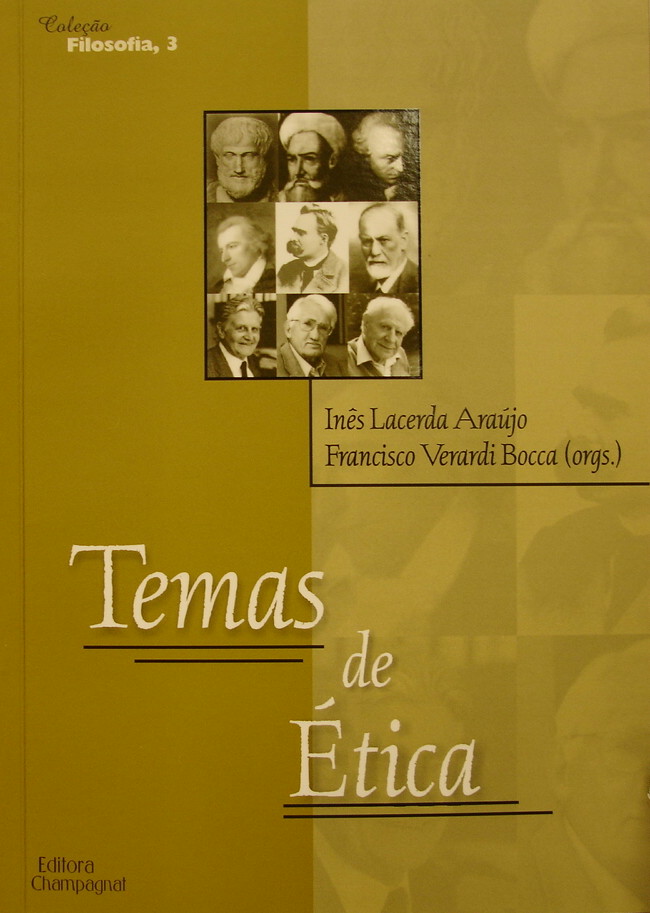 Coleção
Filosofia, 3
Inês Lacerda Araújo
Francisco Verardi Bocca (orgs.)
Temas
de
Ética
Editora
Champagnat